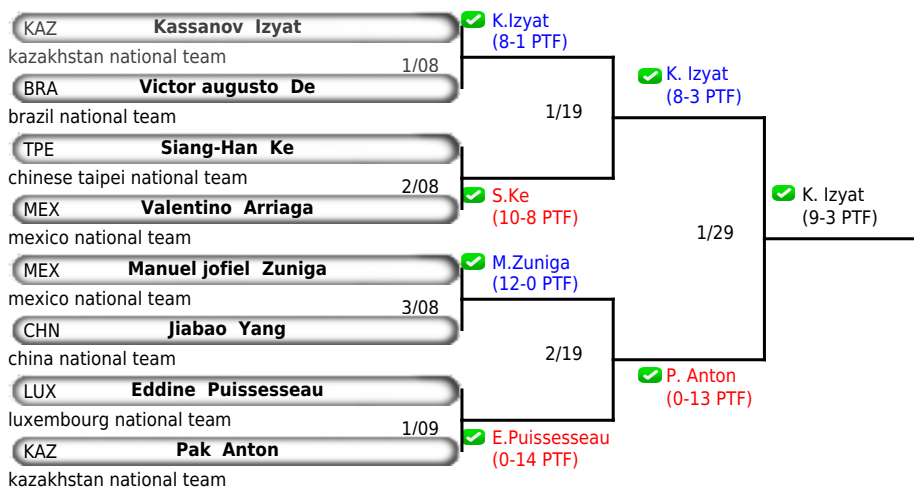 KAZ Kassanov Izyat
kazakhstan national team
1/08
BRA Victor augusto De
brazil national team
TPE Siang-Han Ke
chinese taipei national team
2/08
MEX Valentino Arriaga
mexico national team
MEX Manuel jofiel Zuniga
mexico national team
3/08
CHN Jiabao Yang
china national team
LUX Eddine Puissesseau
luxembourg national team
1/09
KAZ Pak Anton
kazakhstan national team
K.Izyat
(8-1 PTF)
1/19
S.Ke
(10-8 PTF)
M.Zuniga
(12-0 PTF)
2/19
E.Puissesseau
(0-14 PTF)
K. Izyat
(8-3 PTF)
1/29
P. Anton
(0-13 PTF)
K. Izyat
(9-3 PTF)